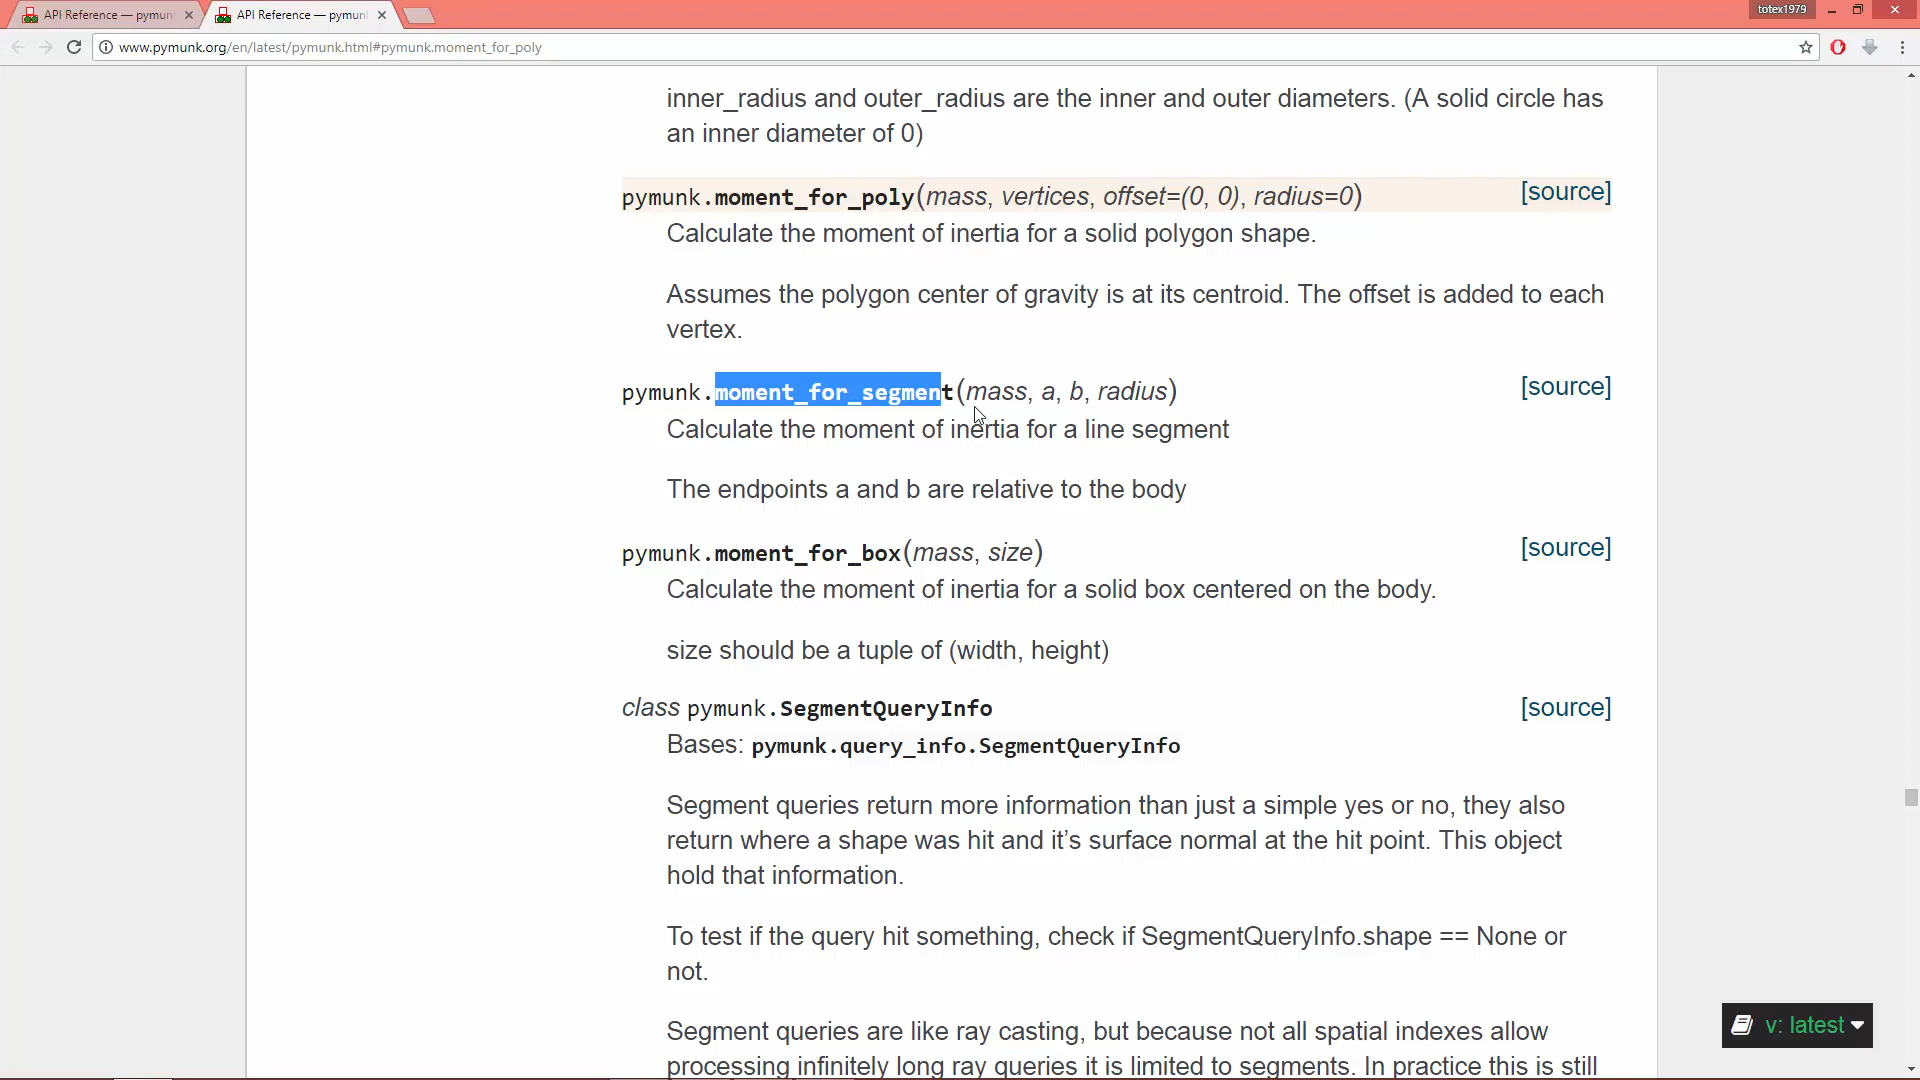 API Reference — pymun
API Reference — pymun
totex1979
www.pymunk.org/en/latest/pymunk.html#pymunk.moment_for_poly
inner_radius and outer_radius are the inner and outer diameters. (A solid circle has
an inner diameter of 0)
pymunk.moment_for_poly(mass, vertices, offset=(0, 0), radius=0) [source]
Calculate the moment of inertia for a solid polygon shape.
Assumes the polygon center of gravity is at its centroid. The offset is added to each
vertex.
pymunk.moment_for_segment(mass, a, b, radius) [source]
Calculate the moment of inertia for a line segment
The endpoints a and b are relative to the body
pymunk.moment_for_box(mass, size) [source]
Calculate the moment of inertia for a solid box centered on the body.
size should be a tuple of (width, height)
class pymunk.SegmentQueryInfo [source]
Bases: pymunk.query_info.SegmentQueryInfo
Segment queries return more information than just a simple yes or no, they also
return where a shape was hit and it’s surface normal at the hit point. This object
hold that information.
To test if the query hit something, check if SegmentQueryInfo.shape == None or
not.
Segment queries are like ray casting, but because not all spatial indexes allow
processing infinitely long ray queries it is limited to segments. In practice this is still
v: latest